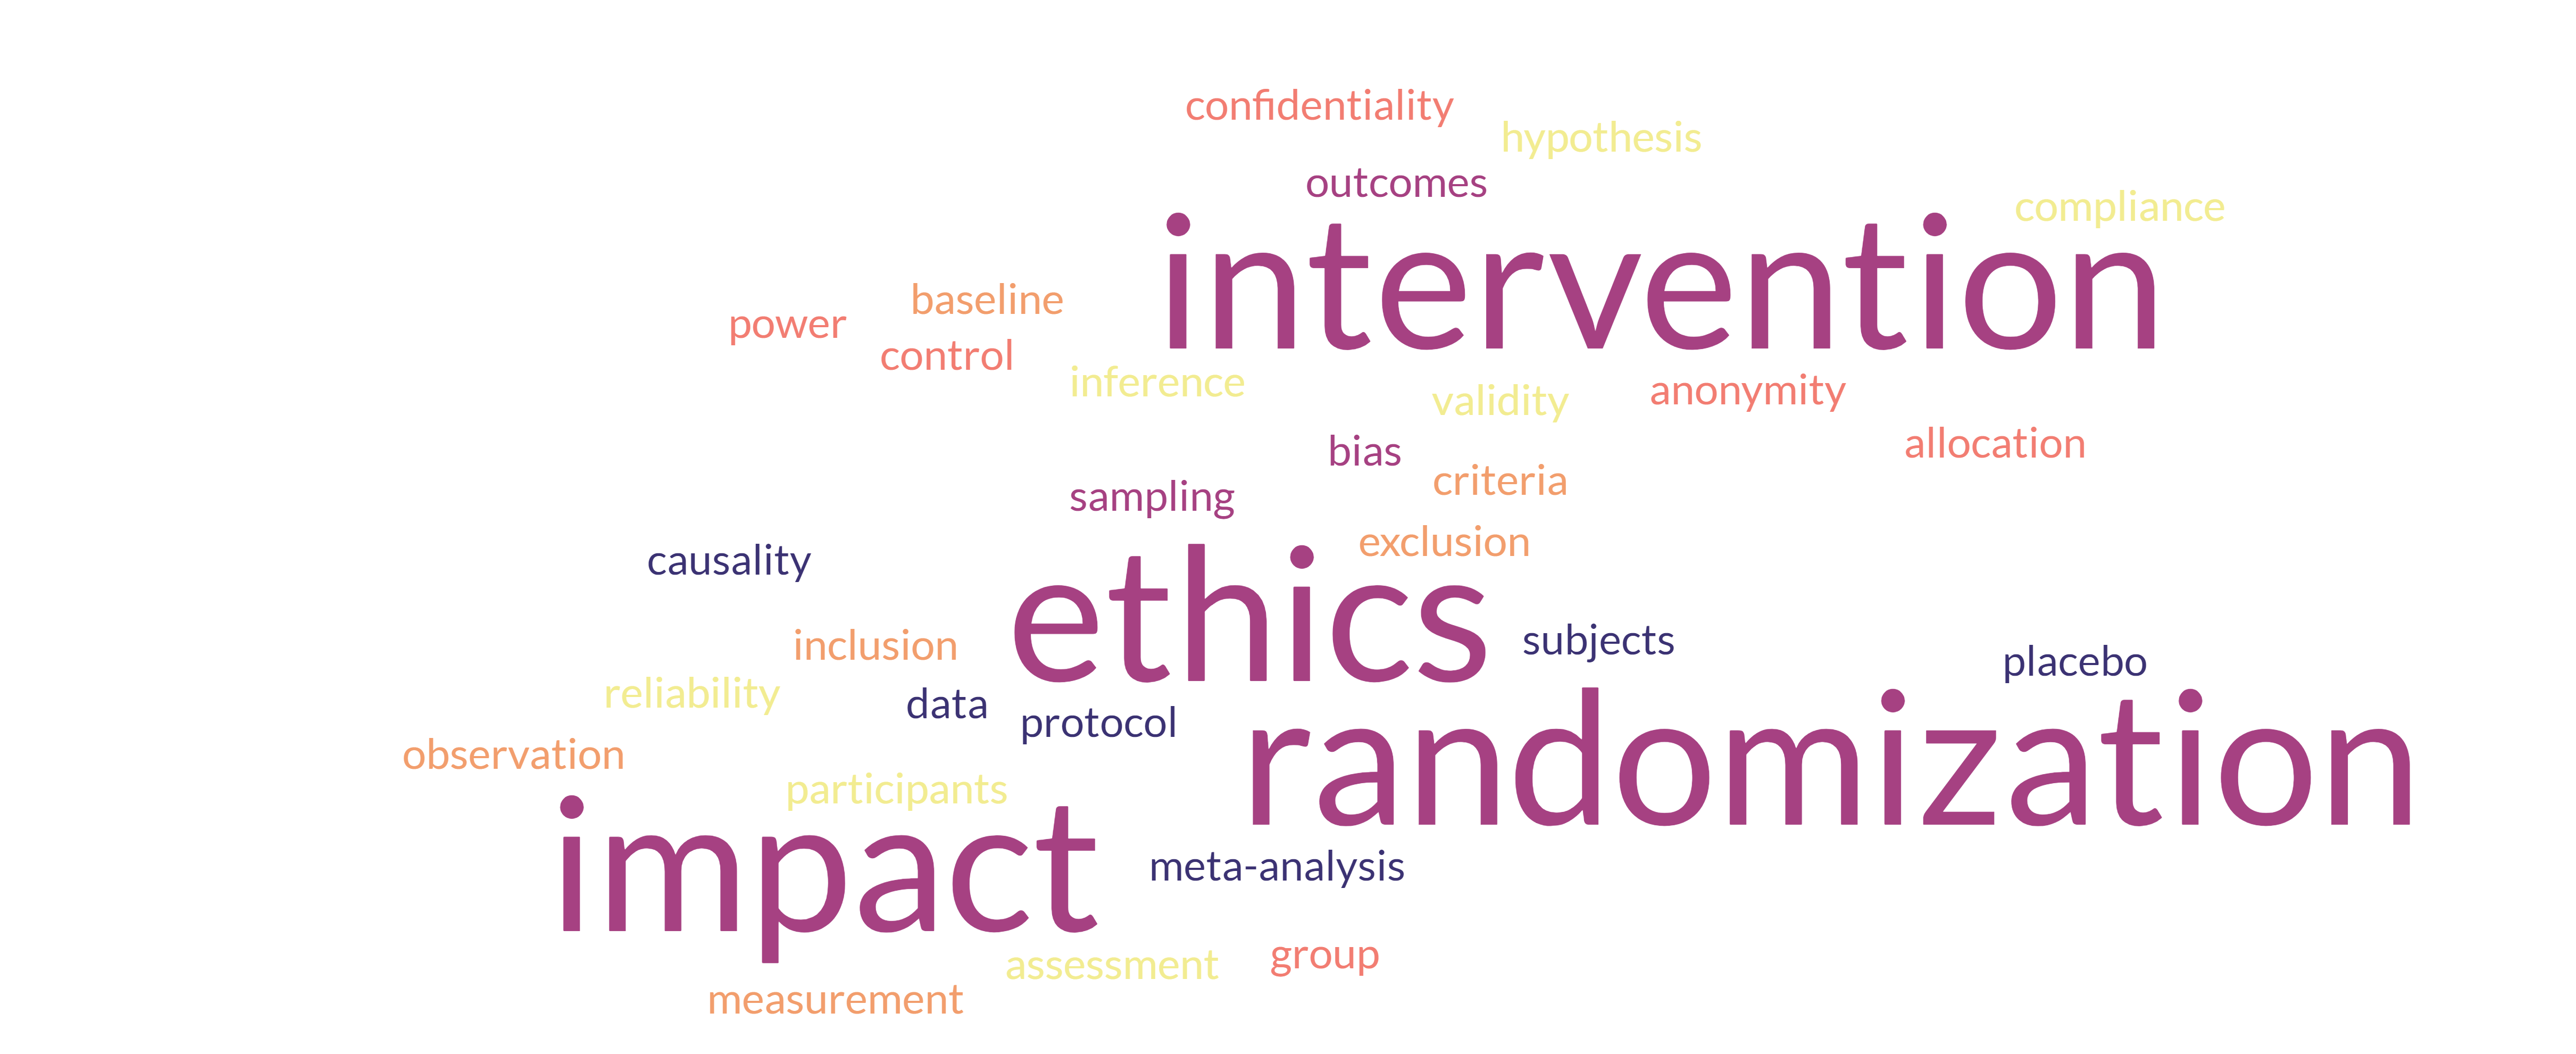 confidentiality
hypothesis
outcomes
compliance
intervention
baseline
power
control
inference
validity
anonymity
allocation
bias
criteria
sampling
exclusion
causality
ethics
inclusion
subjects
placebo
reliability
data
protocol
randomization
observation
participants
impact
meta-analysis
group
assessment
measurement